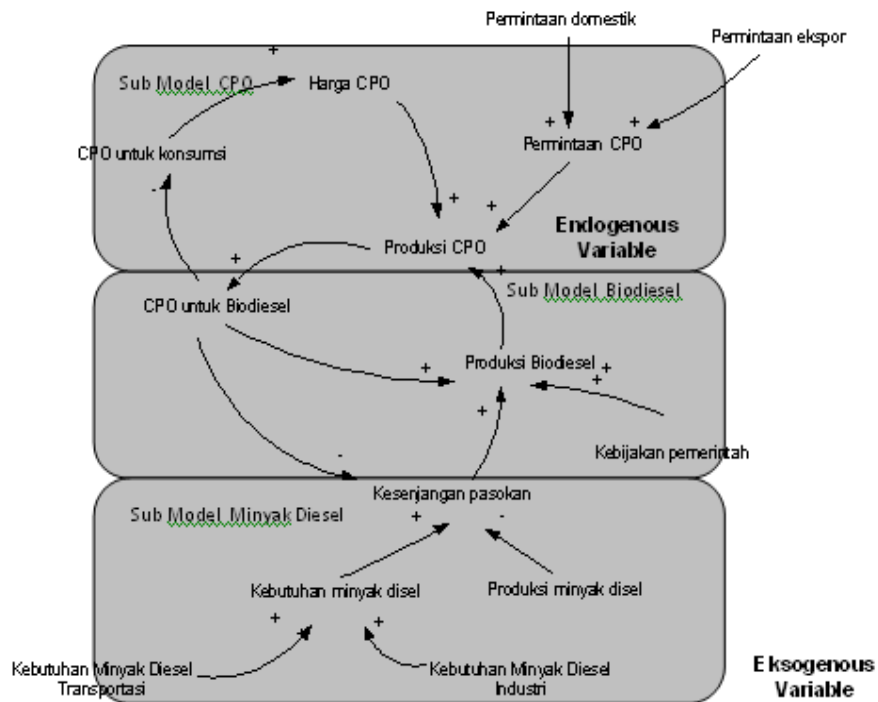 Permintaan domestik
Permintaan ekspor
+
Sub Model CPO
Harga CPO
+
+
CPO untuk konsumsi
Permintaan CPO
-
+
+
Endogenous
Variable
Produksi CPO
+
+
Sub Model Biodiesel
CPO untuk Biodiesel
Produksi Biodiesel
+
+
+
+
Kebijakan pemerintah
-
Kesenjangan pasokan
Sub Model Minyak Diesel
+
-
Kebutuhan minyak disel
Produksi minyak disel
+
+
+
Kebutuhan Minyak Diesel
Transportasi
Kebutuhan Minyak Diesel
Industri
Eksogenous
Variable